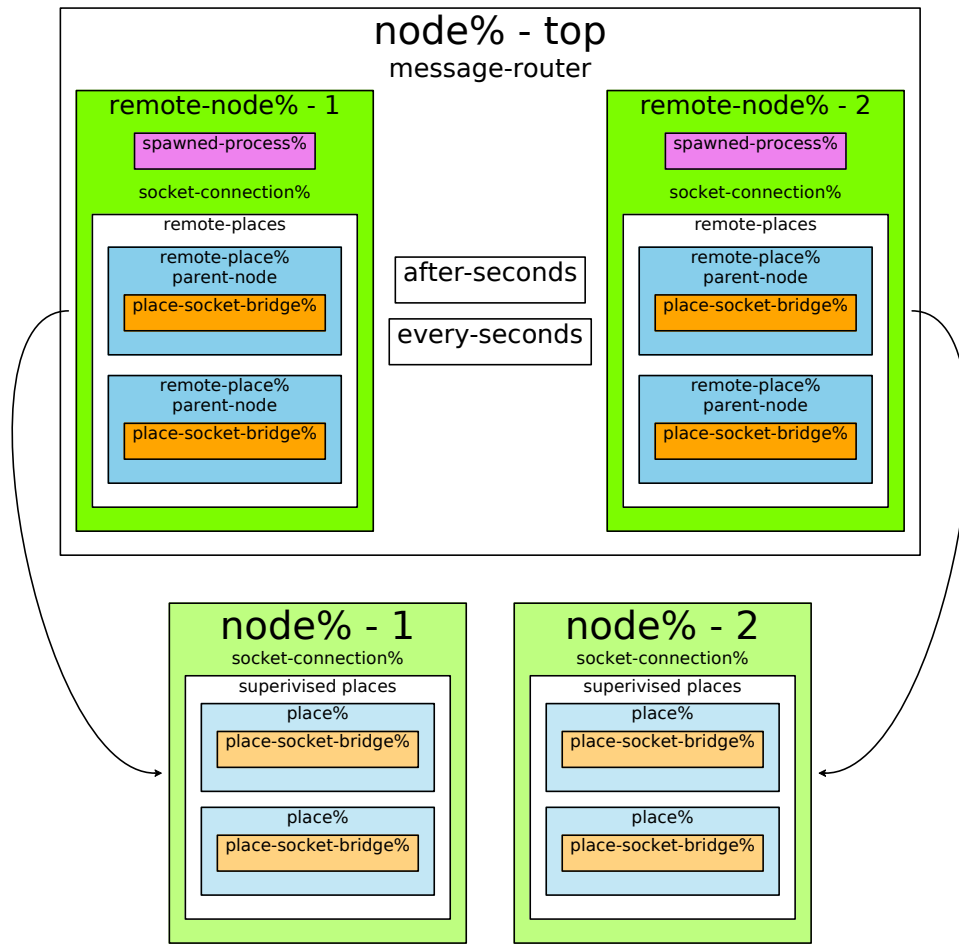 node% - top
message-router
remote-node% - 1
spawned-process%
socket-connection%
remote-places
remote-place%
parent-node
place-socket-bridge%
remote-place%
parent-node
place-socket-bridge%
after-seconds
every-seconds
remote-node% - 2
spawned-process%
socket-connection%
remote-places
remote-place%
parent-node
place-socket-bridge%
remote-place%
parent-node
place-socket-bridge%
node% - 1
socket-connection%
superivised places
place%
place-socket-bridge%
place%
place-socket-bridge%
node% - 2
socket-connection%
superivised places
place%
place-socket-bridge%
place%
place-socket-bridge%